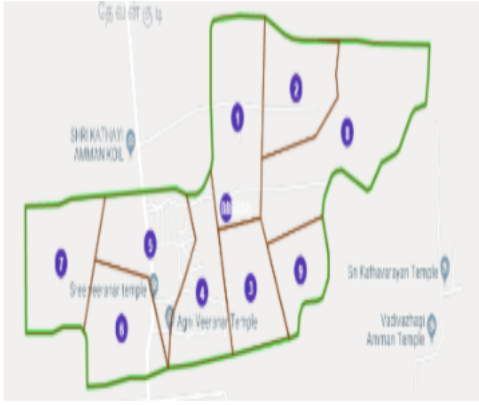 தேவன்குடி
1
2
8
SHRI KATHAYI
AMMAN KOIL
5
7
Sri Kathavarayan Temple
9
Sree veeranar temple
4
3
Agni Veeranar Temple
6
Vadivazhagi
Amman Temple